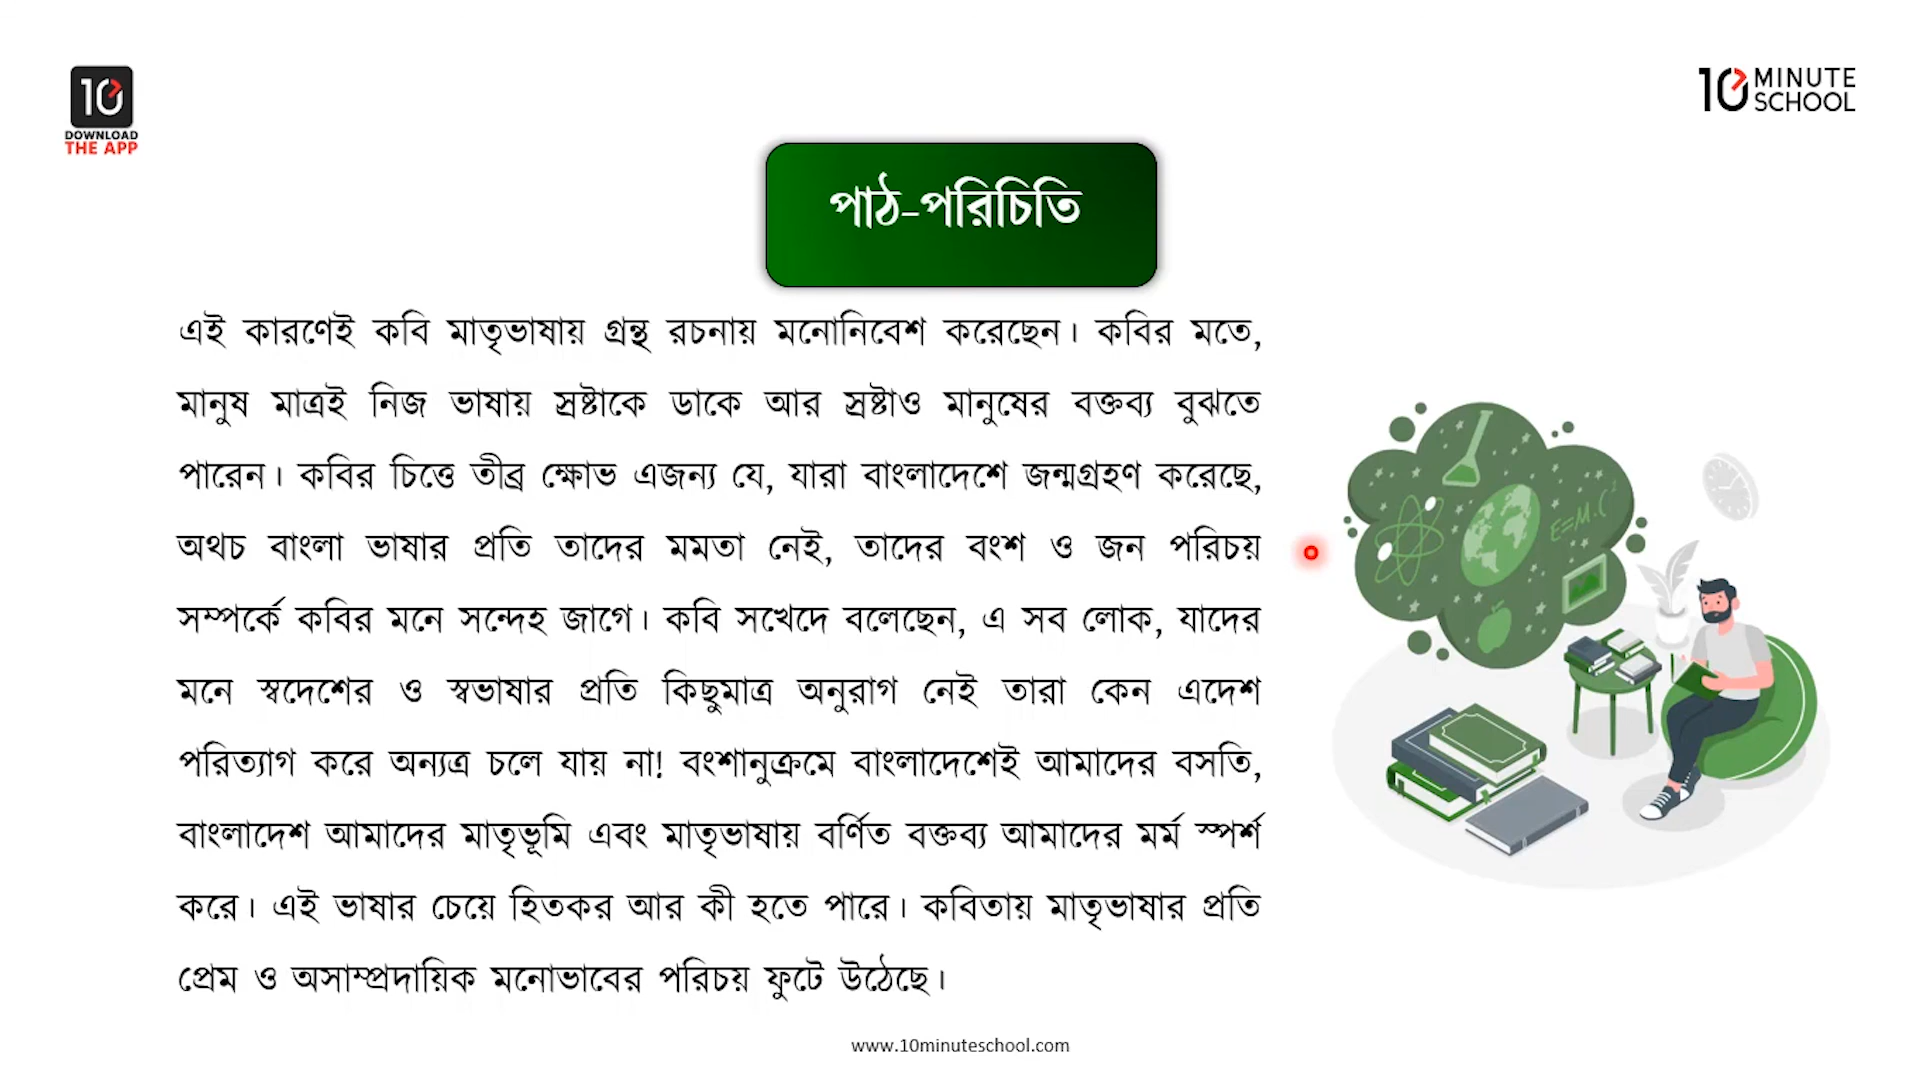 10
DOWNLOAD
THE APP
10 MINUTE
SCHOOL
পাঠ-পরিচিতি
এই কারণেই কবি মাতৃভাষায় গ্রন্থ রচনায় মনোনিবেশ করেছেন। কবির মতে,
মানুষ মাত্রই নিজ ভাষায় স্রষ্টাকে ডাকে আর স্রষ্টাও মানুষের বক্তব্য বুঝতে
পারেন। কবির চিত্তে তীব্র ক্ষোভ এজন্য যে, যারা বাংলাদেশে জন্মগ্রহণ করেছে,
অথচ বাংলা ভাষার প্রতি তাদের মমতা নেই, তাদের বংশ ও জন পরিচয়
সম্পর্কে কবির মনে সন্দেহ জাগে। কবি সখেদে বলেছেন, এ সব লোক, যাদের
মনে স্বদেশের ও স্বভাষার প্রতি কিছুমাত্র অনুরাগ নেই তারা কেন এদেশ
পরিত্যাগ করে অন্যত্র চলে যায় না! বংশানুক্রমে বাংলাদেশেই আমাদের বসতি,
বাংলাদেশ আমাদের মাতৃভূমি এবং মাতৃভাষায় বর্ণিত বক্তব্য আমাদের মর্ম স্পর্শ
করে। এই ভাষার চেয়ে হিতকর আর কী হতে পারে। কবিতায় মাতৃভাষার প্রতি
প্রেম ও অসাম্প্রদায়িক মনোভাবের পরিচয় ফুটে উঠেছে।
E=M.C²
www.10minuteschool.com